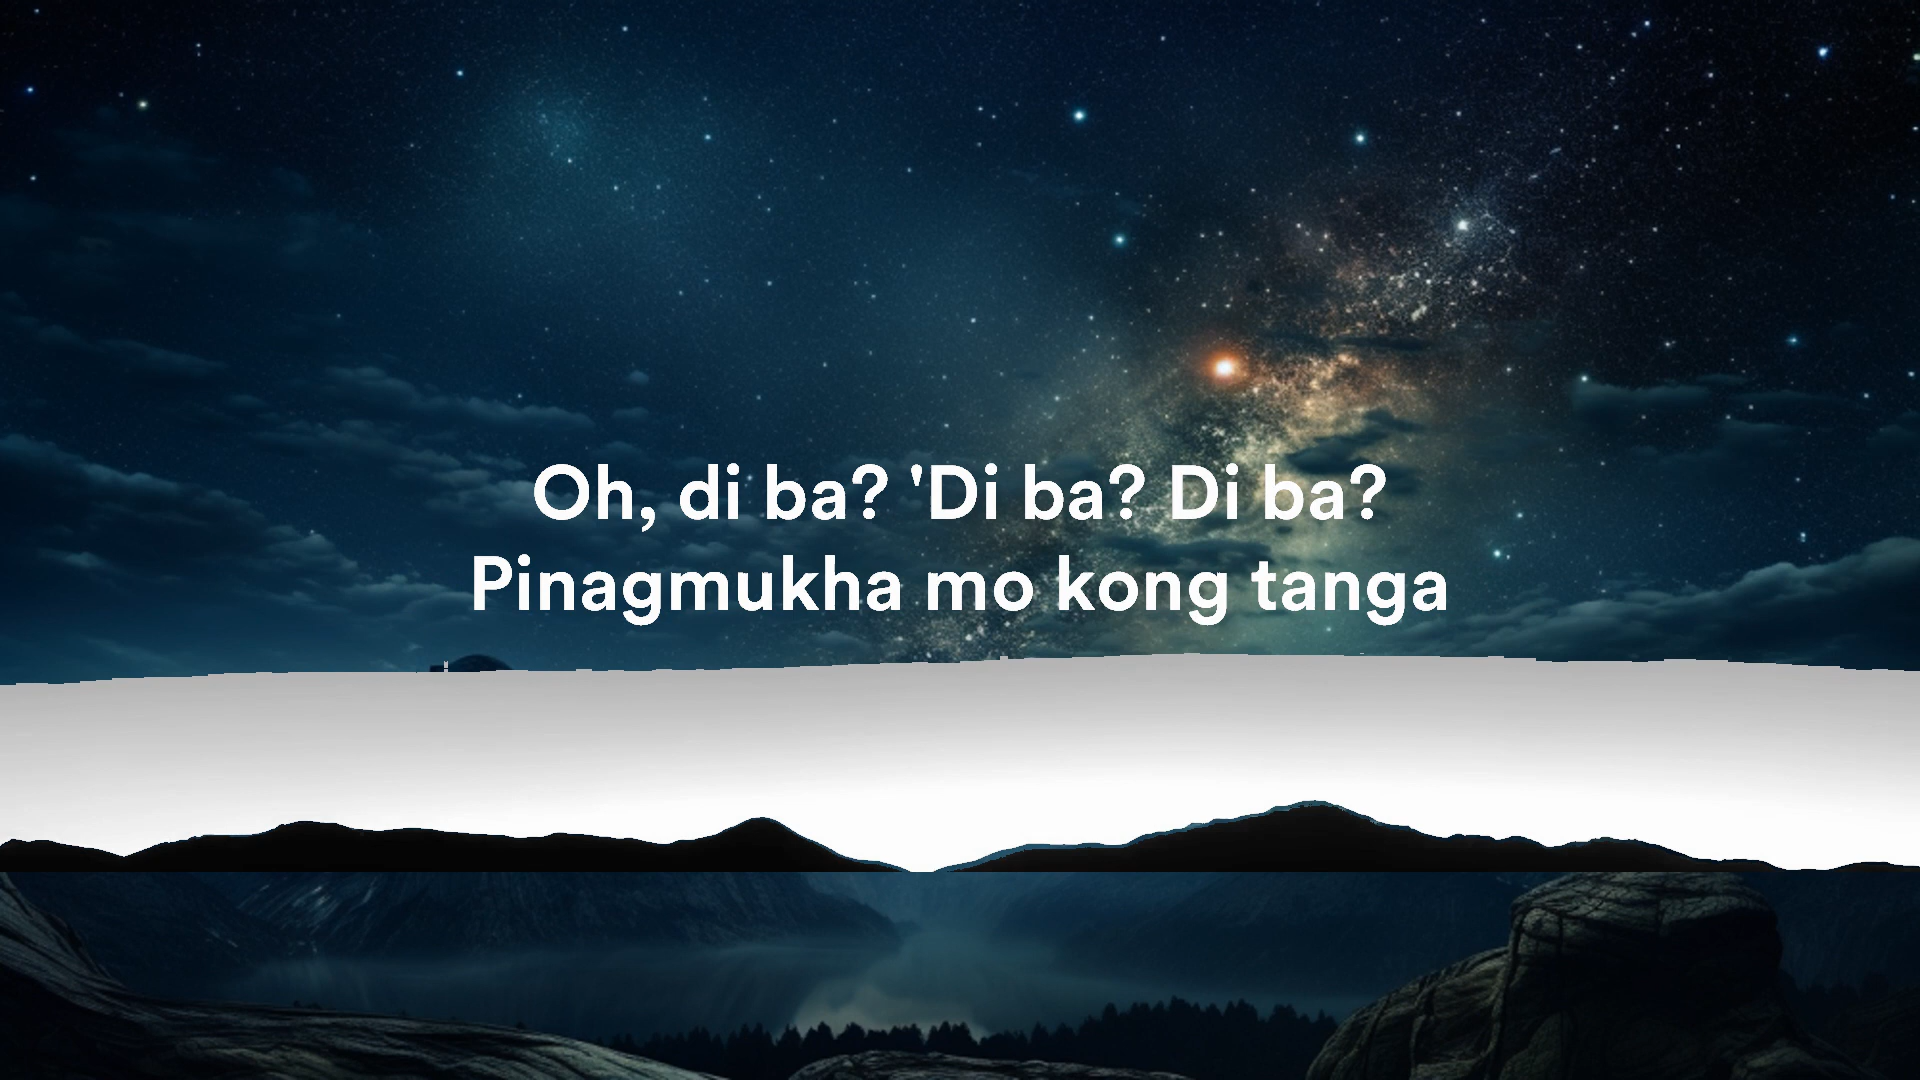 Oh, di ba? 'Di ba? Di ba?
Pinagmukha mo kong tanga